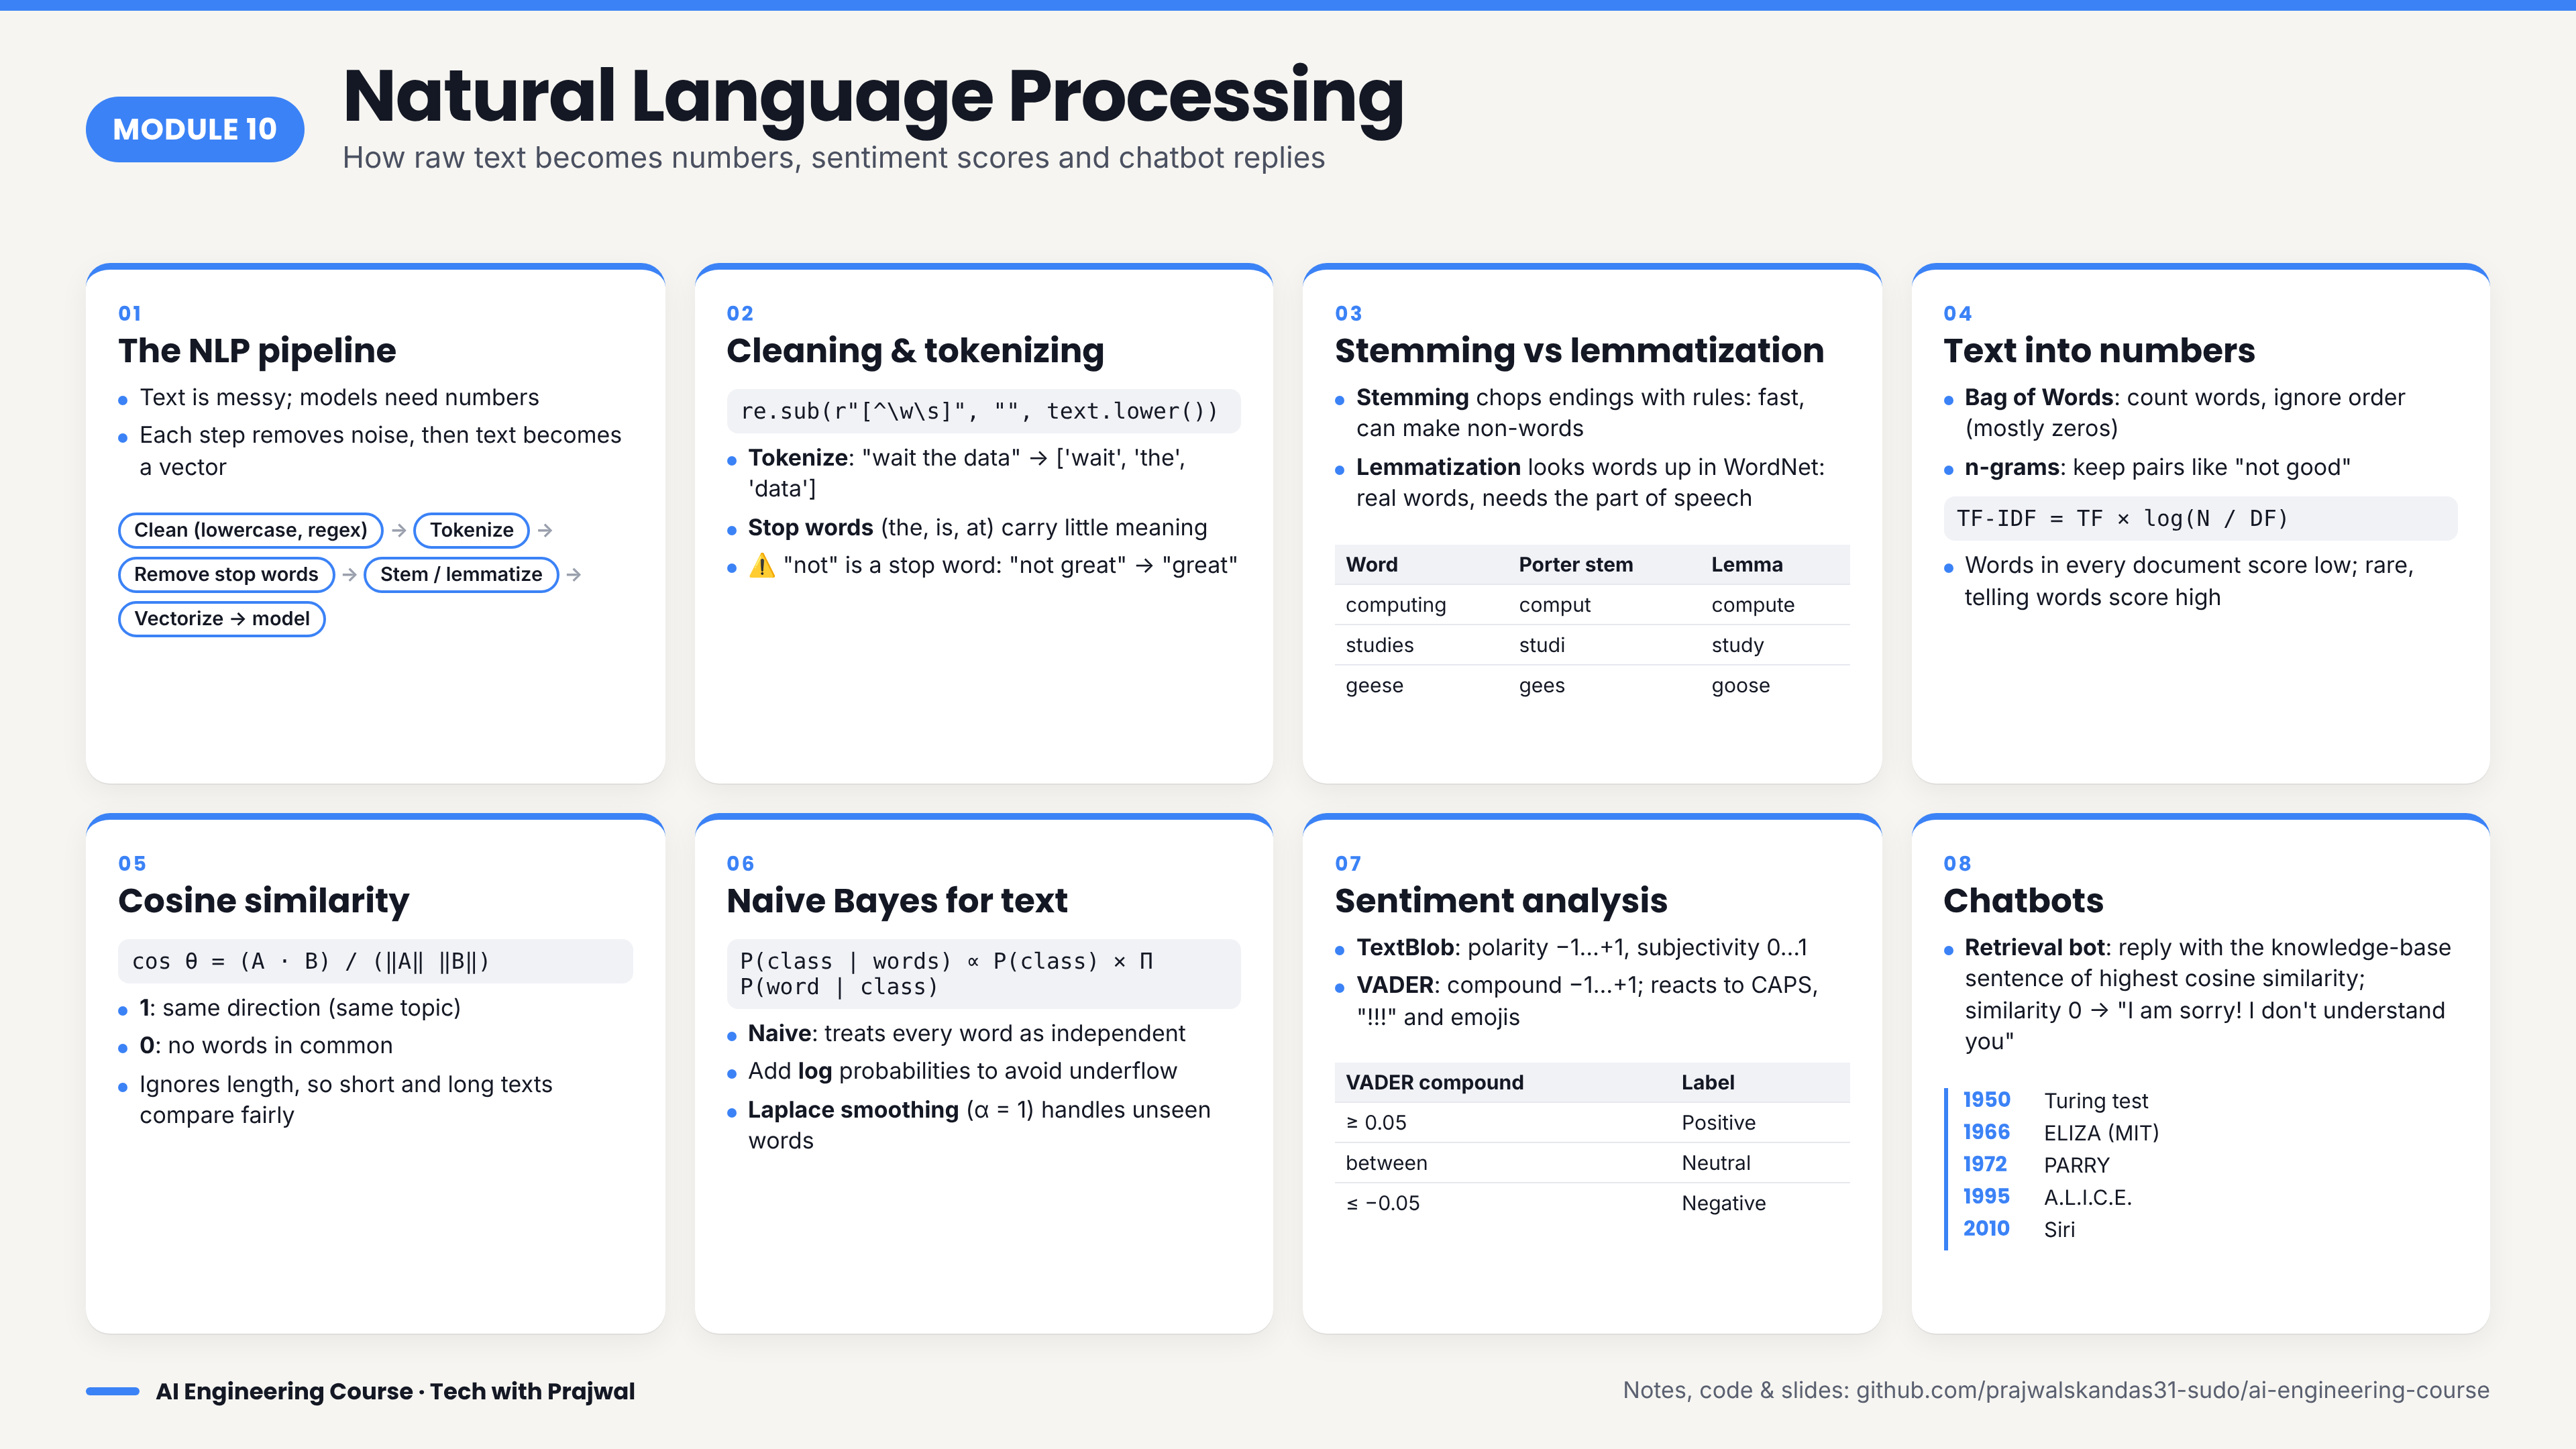 MODULE 10
Natural Language Processing
How raw text becomes numbers, sentiment scores and chatbot replies
01
The NLP pipeline
Text is messy; models need numbers
Each step removes noise, then text becomes
a vector
Clean (lowercase, regex) → Tokenize →
Remove stop words → Stem / lemmatize →
Vectorize → model
02
Cleaning & tokenizing
re.sub(r"[^\w\s]", "", text.lower())
Tokenize: "wait the data" → ['wait', 'the',
'data']
Stop words (the, is, at) carry little meaning
⚠️ "not" is a stop word: "not great" → "great"
03
Stemming vs lemmatization
Stemming chops endings with rules: fast,
can make non-words
Lemmatization looks words up in WordNet:
real words, needs the part of speech
Word Porter stem Lemma
computing comput compute
studies studi study
geese gees goose
04
Text into numbers
Bag of Words: count words, ignore order
(mostly zeros)
n-grams: keep pairs like "not good"
TF-IDF = TF × log(N / DF)
Words in every document score low; rare,
telling words score high
05
Cosine similarity
cos θ = (A · B) / (‖A‖ ‖B‖)
1: same direction (same topic)
0: no words in common
Ignores length, so short and long texts
compare fairly
06
Naive Bayes for text
P(class | words) ∝ P(class) × Π
P(word | class)
Naive: treats every word as independent
Add log probabilities to avoid underflow
Laplace smoothing (α = 1) handles unseen
words
07
Sentiment analysis
TextBlob: polarity −1…+1, subjectivity 0…1
VADER: compound −1…+1; reacts to CAPS,
"!!!" and emojis
VADER compound Label
≥ 0.05 Positive
between Neutral
≤ −0.05 Negative
08
Chatbots
Retrieval bot: reply with the knowledge-base
sentence of highest cosine similarity;
similarity 0 → "I am sorry! I don't understand
you"
1950 Turing test
1966 ELIZA (MIT)
1972 PARRY
1995 A.L.I.C.E.
2010 Siri
AI Engineering Course · Tech with Prajwal
Notes, code & slides: github.com/prajwalskandas31-sudo/ai-engineering-course